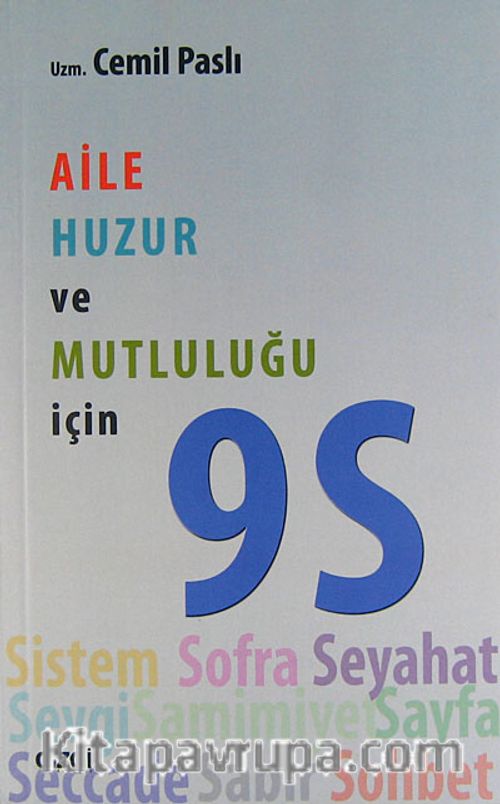 Uzm. Cemil Paslı
AİLE
HUZUR
ve
MUTLULUĞU
için
9S
Sistem Sofra Seyahat
Sevgi Samimiyet Sayfa
Kitapavrupa.com
Seccade Sabır Sohbet